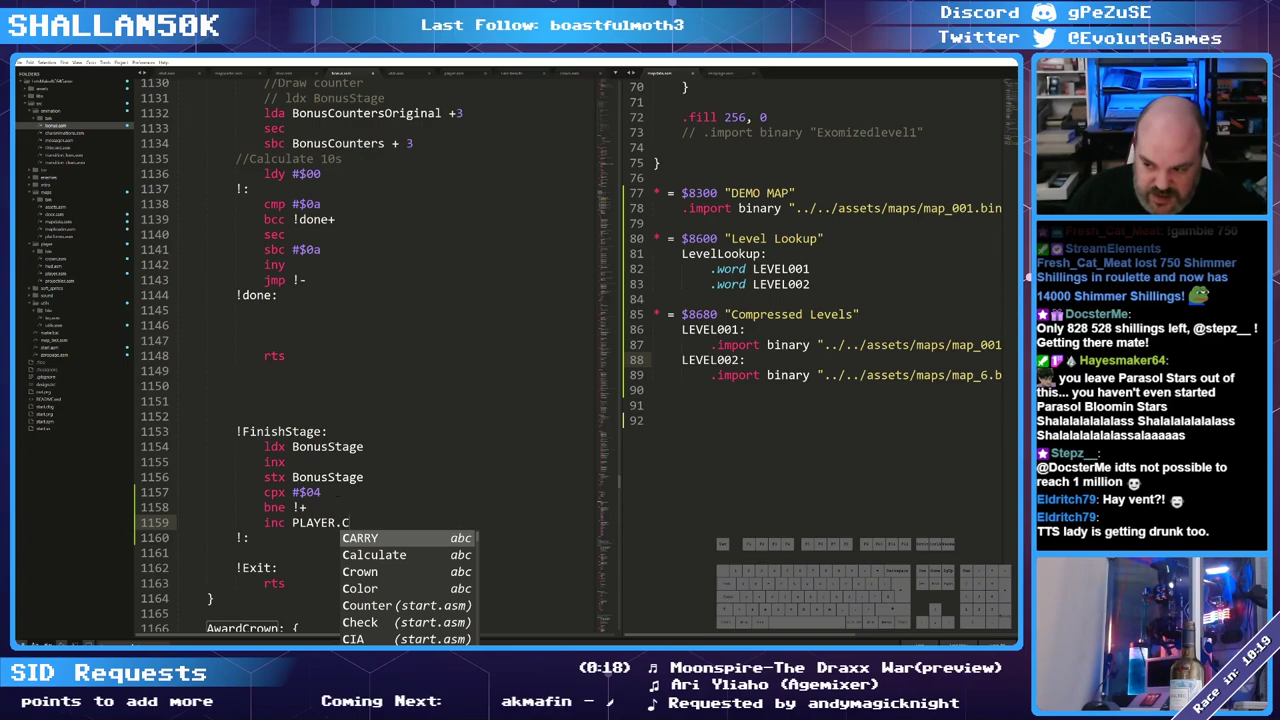 SHALLAN50K
Last Follow: boastfulmoth3
Discord gPeZuSE
Twitter @EvoluteGames
FOLDERS
1130 //Draw counter
1131 // ldx BonusStage
1132 lda BonusCountersOriginal +3
1133 sec
1134 sbc BonusCounters + 3
1135 //Calculate 10s
1136 ldy #$00
1137 !:
1138 cmp #$0a
1139 bcc !done+
1140 sec
1141 sbc #$0a
1142 iny
1143 jmp !-
1144 !done:
1145
1146
1147
1148 rts
1149
1150
1151
1152
1153 !FinishStage:
1154 ldx BonusStage
1155 inx
1156 stx BonusStage
1157 cpx #$04
1158 bne !+
1159 inc PLAYER.C
1160 !:
1161
1162 !Exit:
1163 rts
1164 }
1165
1166 AwardCrown: {
CARRY abc
Calculate abc
Crown abc
Color abc
Counter (start.asm)
Check (start.asm)
CIA (start.asm)
70 }
71
72 .fill 256, 0
73 // .import binary "Exomizedlevel1"
74
75 }
76
77 * = $8300 "DEMO MAP"
78 .import binary "../../assets/maps/map_001.bin
79
80 * = $8600 "Level Lookup"
81 LevelLookup:
82 .word LEVEL001
83 .word LEVEL002
84
85 * = $8680 "Compressed Levels"
86 LEVEL001:
87 .import binary "../../assets/maps/map_001
88 LEVEL002:
89 .import binary "../../assets/maps/map_6.b
90
91
92
Fresh_Cat_Meat: !gamble 750
StreamElements
Fresh_Cat_Meat lost 750 Shimmer
Shillings in roulette and now has
14000 Shimmer Shillings!
DocsterMe:
Only 828 528 shillings left, @stepz__ !
Getting there mate!
Hayesmaker64:
you leave Parasol Stars out of
this... you haven't even started
Parasol Bloomin Stars
Shalalalalalass Shalalalalalass
Shalalalalalaaaaas
Stepz__:
@DocsterMe its not possible to
reach 1 million
Eldritch79: Hay vent?!
Eldritch79:
TTS lady is getting drunk too.
SID Requests
(0:18) Moonspire-The Draxx War(preview)
Ari Yliaho (Agemixer)
points to add more
Coming Next:
akmafin -
Requested by andymagicknight
Race in: 10:19